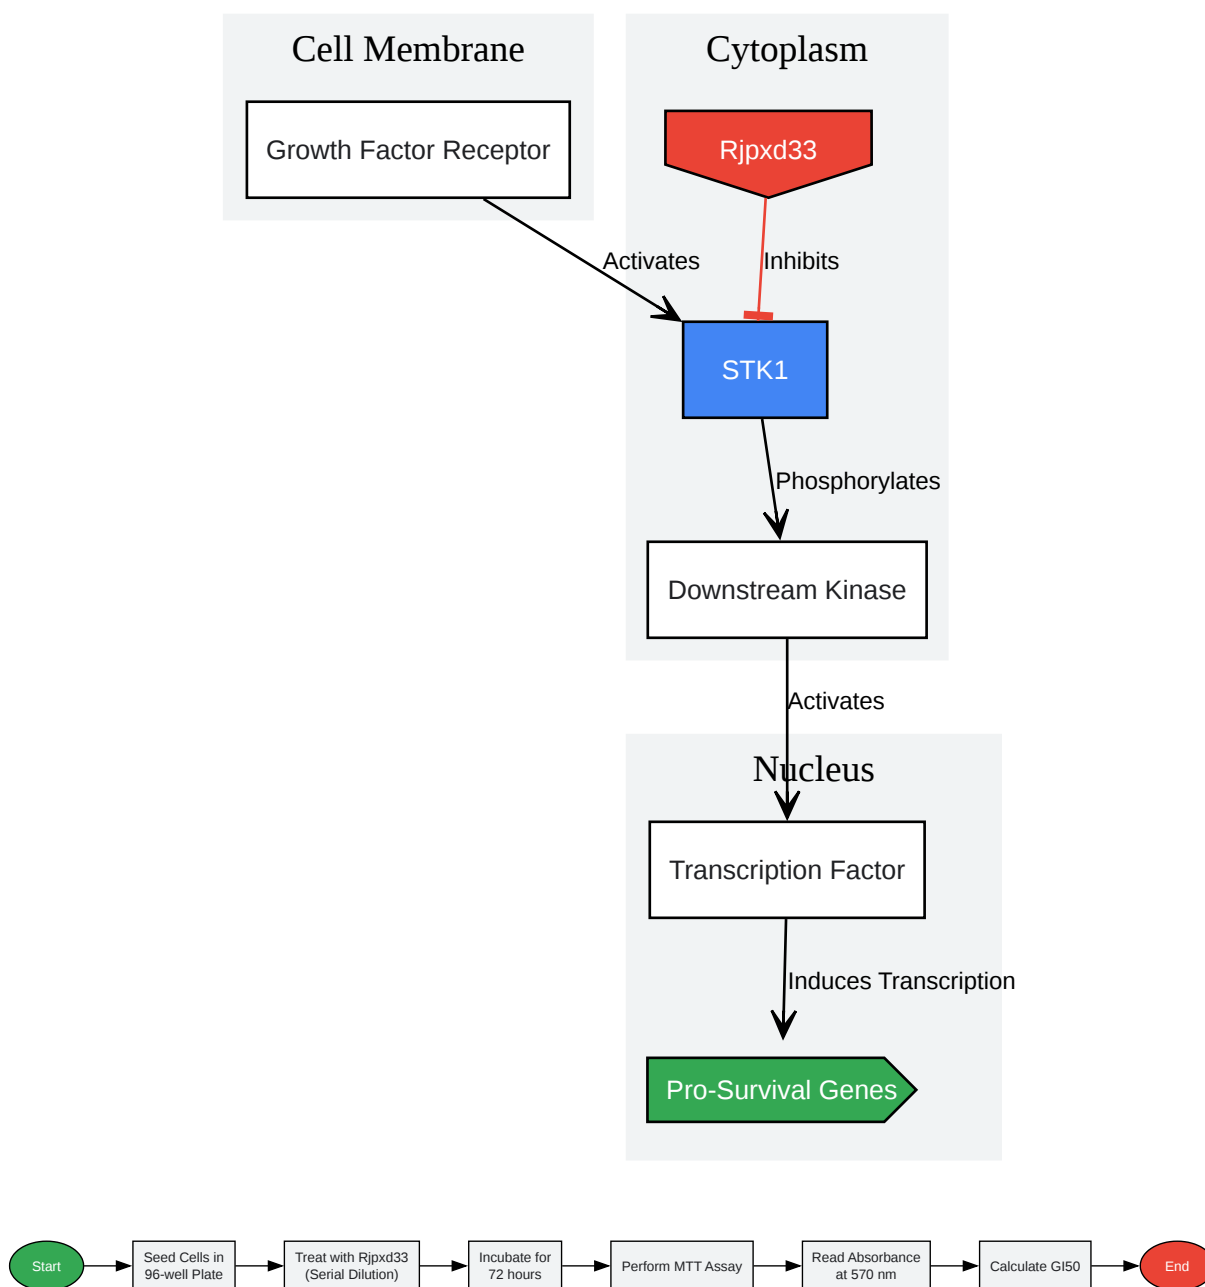 Cell Membrane
Cytoplasm
Growth Factor Receptor
Rjpxd33
Activates
Inhibits
STK1
Phosphorylates
Downstream Kinase
Activates
Nucleus
Transcription Factor
Induces Transcription
Pro-Survival Genes
Start
Seed Cells in
96-well Plate
Treat with Rjpxd33
(Serial Dilution)
Incubate for
72 hours
Perform MTT Assay
Read Absorbance
at 570 nm
Calculate GI50
End